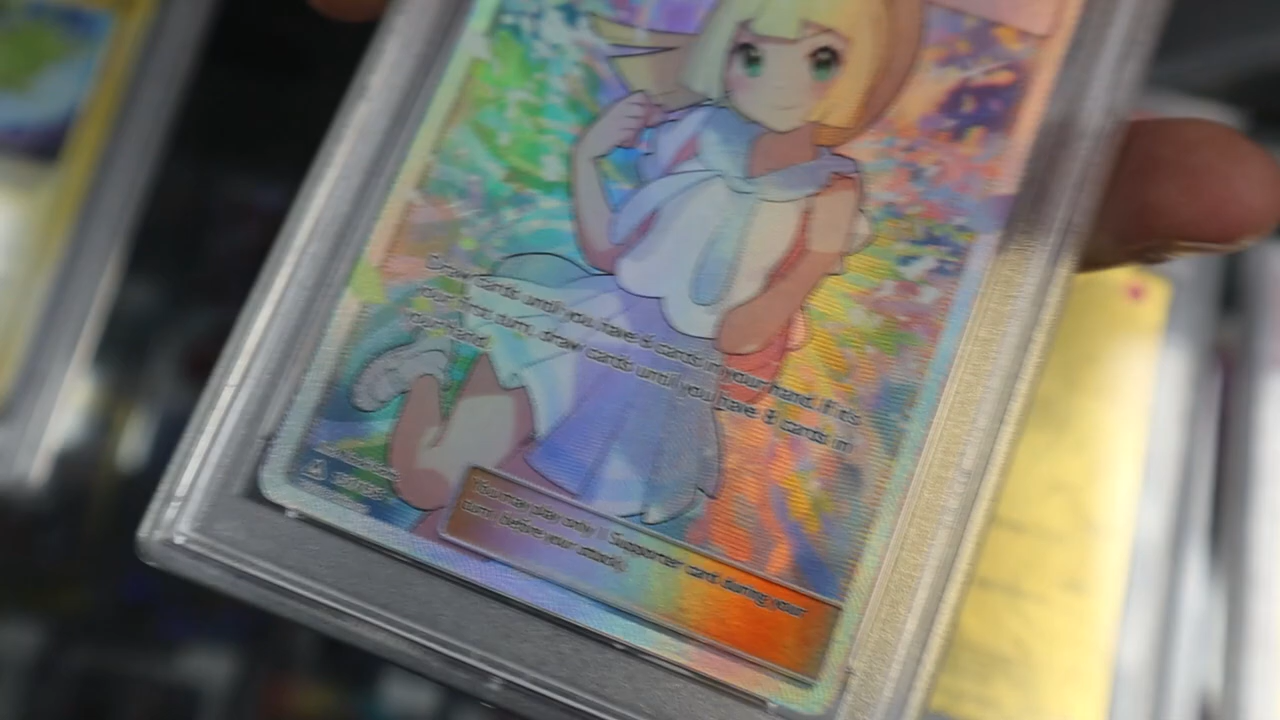 Draw cards until you have 6 cards in your hand. If it's
your first turn, draw cards until you have 8 cards in
your hand.
You may play only 1 Supporter card during your
turn (before your attack).